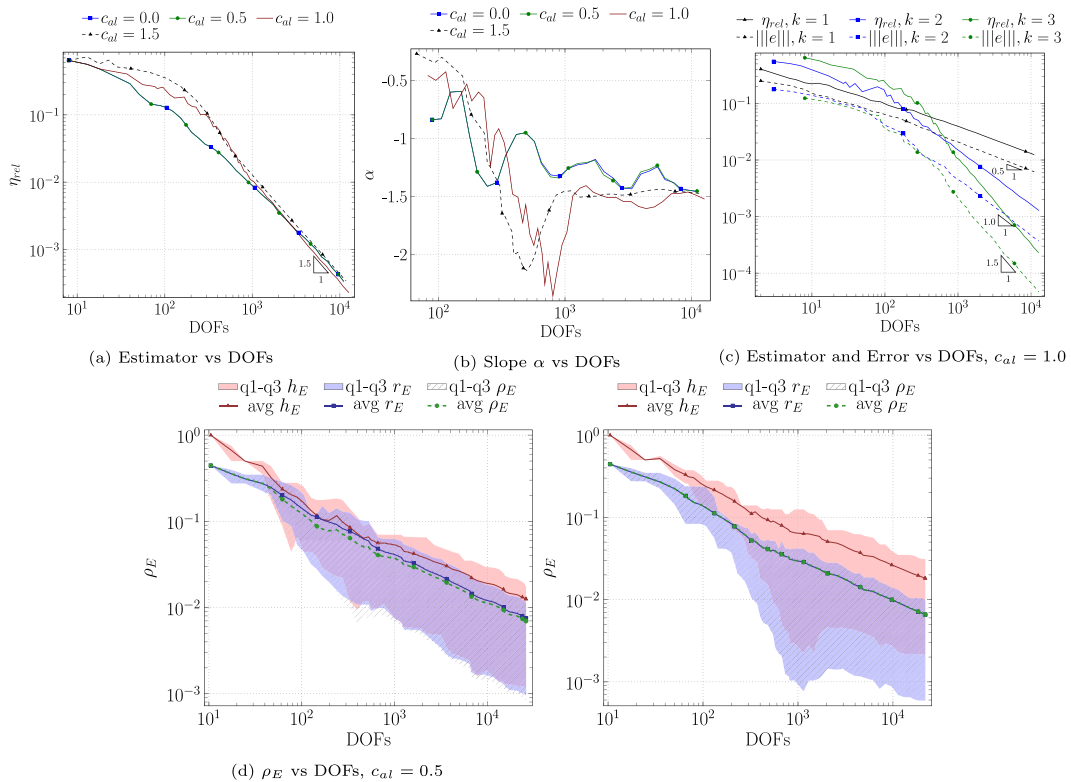 c_al = 0.0 c_al = 0.5 c_al = 1.0
c_al = 1.5
η_rel
10^−1
10^−2
10^−3
1.5
1
10^1 10^2 10^3 10^4
DOFs
(a) Estimator vs DOFs
c_al = 0.0 c_al = 0.5 c_al = 1.0
c_al = 1.5
α
-0.5
-1
-1.5
-2
10^2 10^3 10^4
DOFs
(b) Slope α vs DOFs
η_rel, k = 1 η_rel, k = 2 η_rel, k = 3
|||e|||, k = 1 |||e|||, k = 2 |||e|||, k = 3
10^−1
10^−2
10^−3
10^−4
0.5
1
1.0
1
1.5
1
10^1 10^2 10^3 10^4
DOFs
(c) Estimator and Error vs DOFs, c_al = 1.0
q1-q3 h_E q1-q3 r_E q1-q3 ρ_E
avg h_E avg r_E avg ρ_E
ρ_E
10^0
10^−1
10^−2
10^−3
10^1 10^2 10^3 10^4
DOFs
(d) ρ_E vs DOFs, c_al = 0.5
q1-q3 h_E q1-q3 r_E q1-q3 ρ_E
avg h_E avg r_E avg ρ_E
ρ_E
10^0
10^−1
10^−2
10^−3
10^1 10^2 10^3 10^4
DOFs